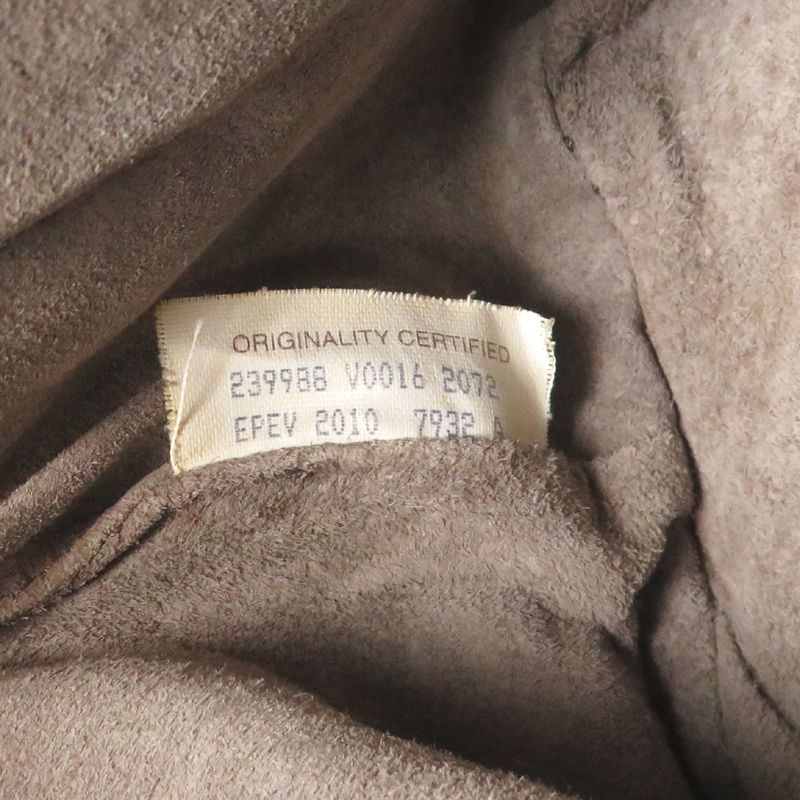 ORIGINALITY CERTIFIED
239988 V0016 2072
EPEV 2010 7932 A